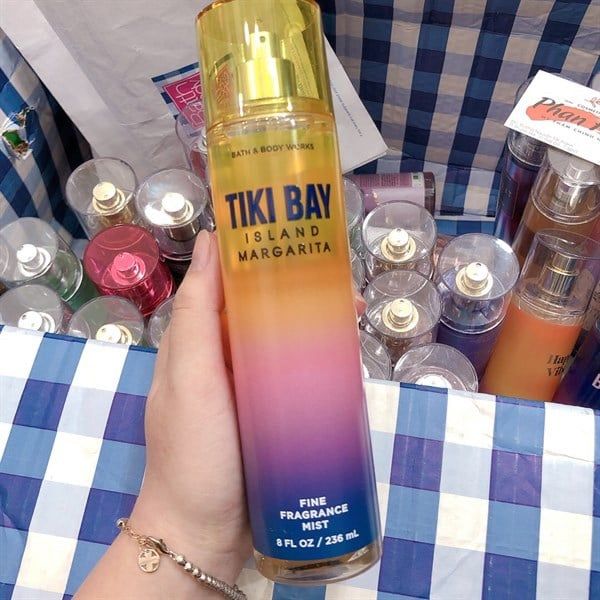 BATH & BODY WORKS
TIKI BAY
ISLAND
MARGARITA
FINE
FRAGRANCE
MIST
8 FL OZ / 236 mL
Phan